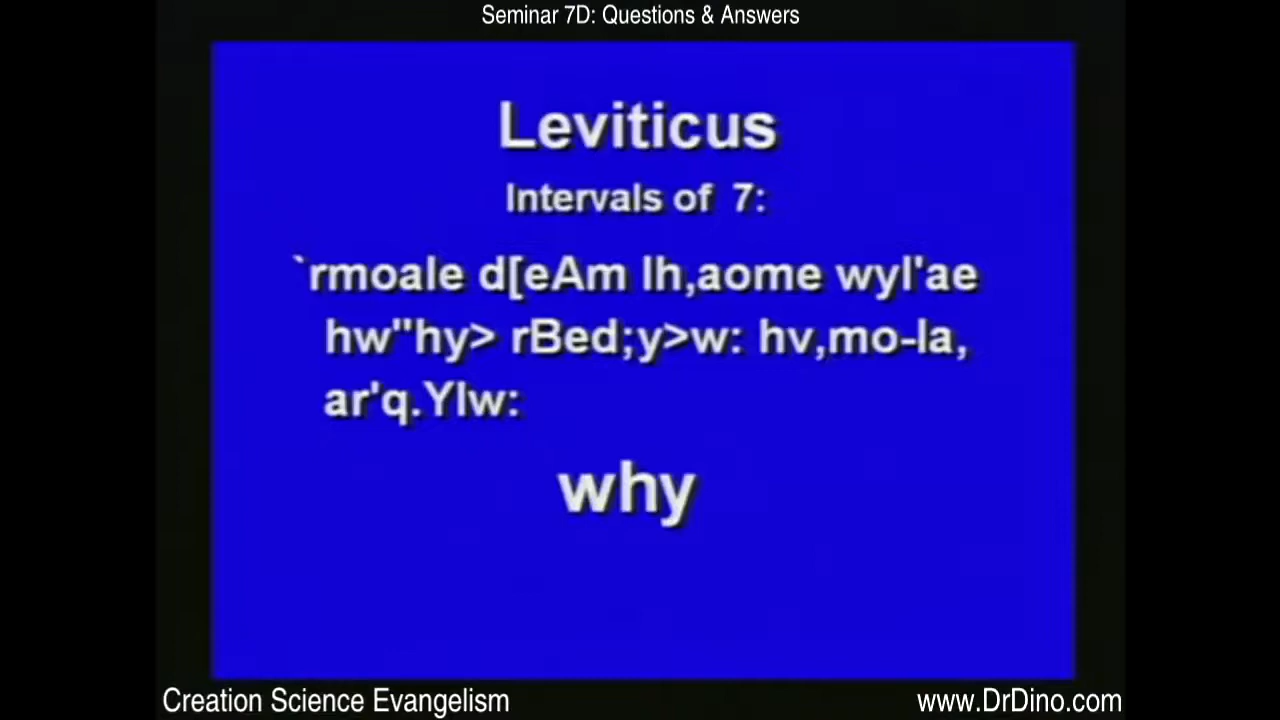 Seminar 7D: Questions & Answers
Leviticus
Intervals of 7:
`rmoale d[eAm lh,aome wyl'ae
hw"hy> rBed;y>w: hv,mo-la,
ar'q.YIw:
why
Creation Science Evangelism
www.DrDino.com